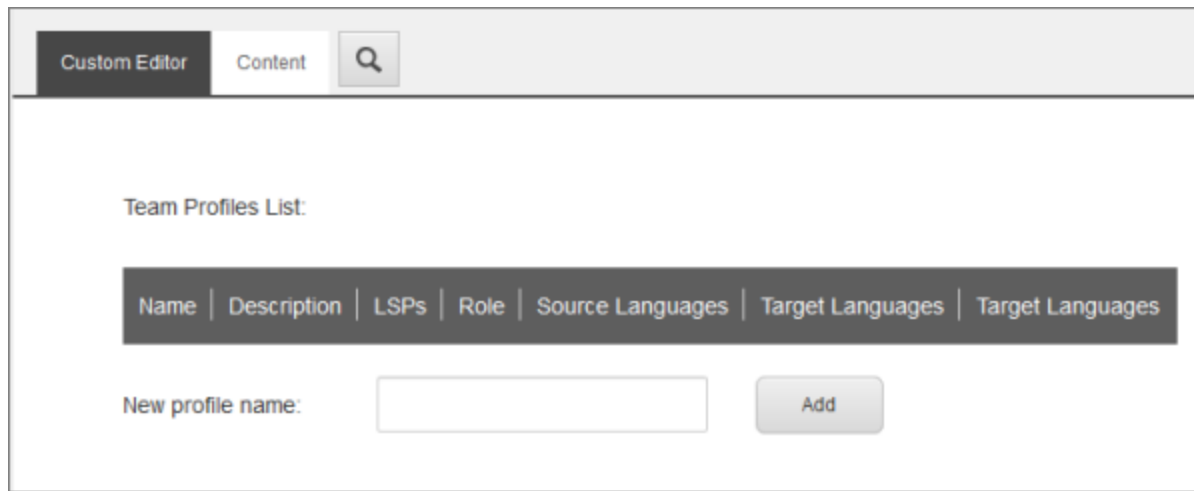 Custom Editor Content
Team Profiles List:
Name Description LSPs Role Source Languages Target Languages Target Languages
New profile name: Add